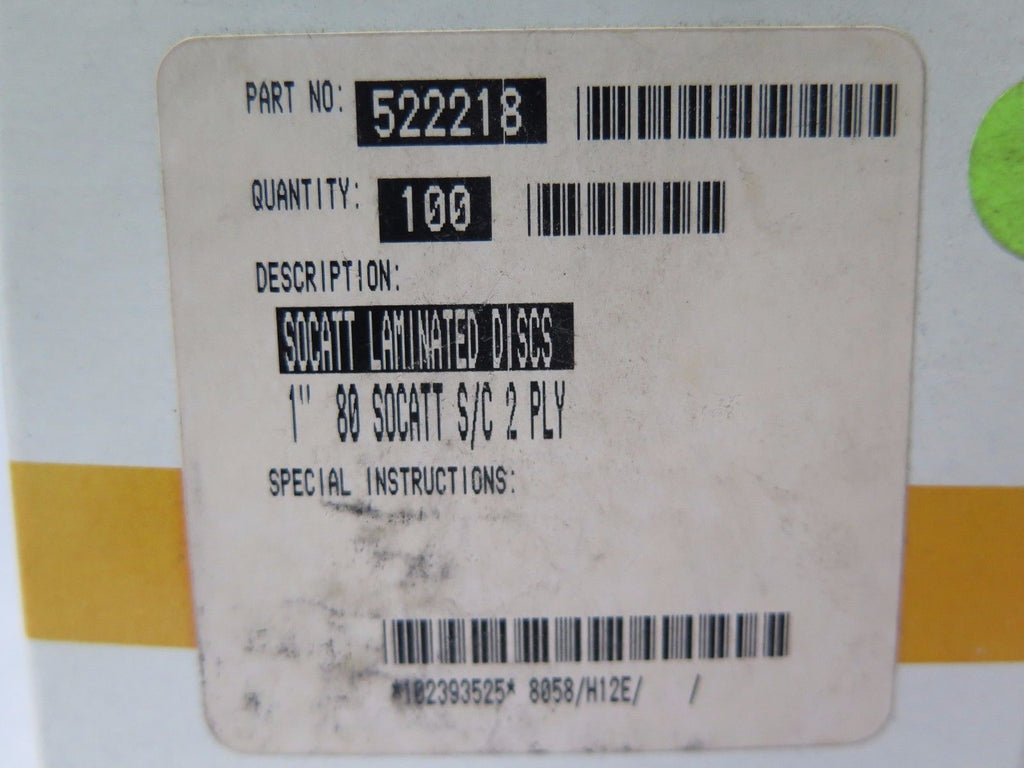 PART NO: 522218
QUANTITY: 100
DESCRIPTION:
SOCATT LAMINATED DISCS
1" 80 SOCATT S/C 2 PLY
SPECIAL INSTRUCTIONS:
*102393525* 8058/H12E/ /